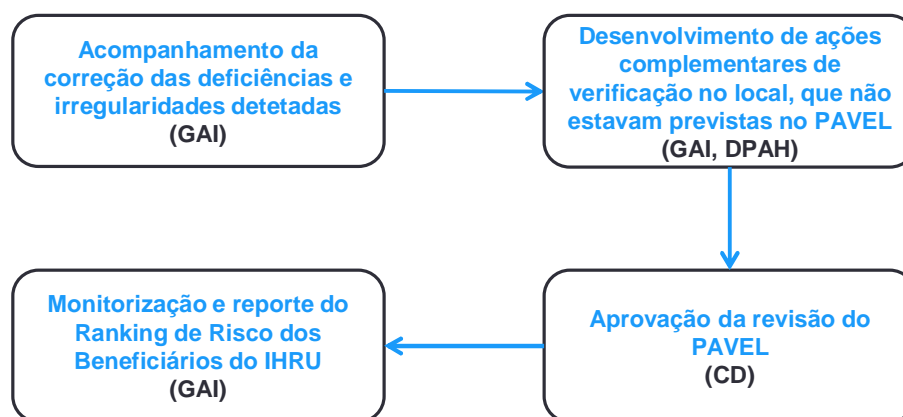 Acompanhamento da
correção das deficiências e
irregularidades detetadas
(GAI)
Desenvolvimento de ações
complementares de
verificação no local, que não
estavam previstas no PAVEL
(GAI, DPAH)
Aprovação da revisão do
PAVEL
(CD)
Monitorização e reporte do
Ranking de Risco dos
Beneficiários do IHRU
(GAI)